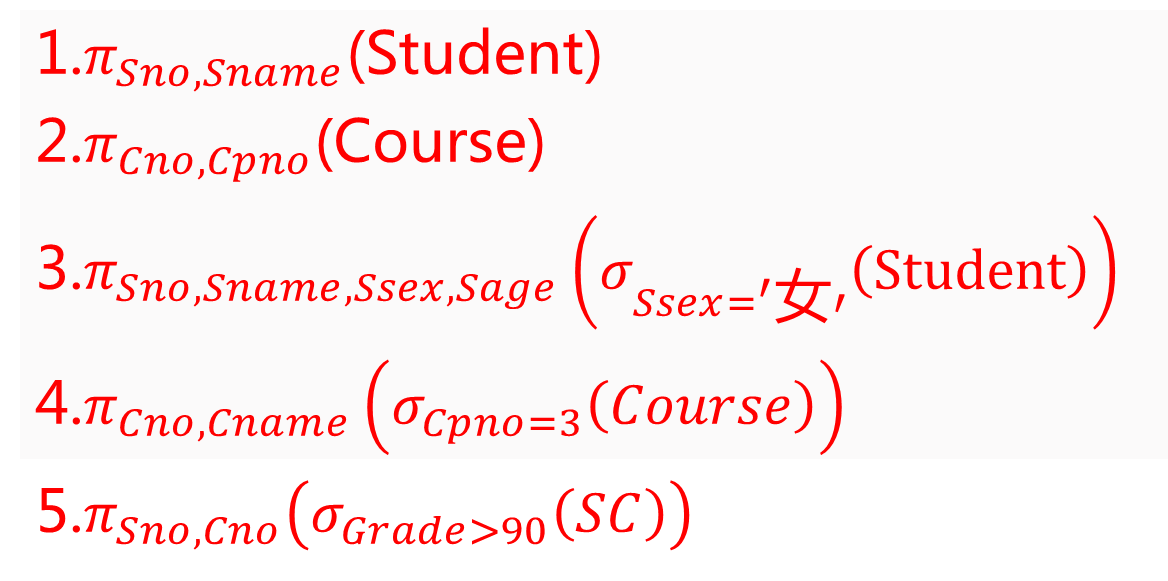 1.π_{Sno,Sname}(Student)
2.π_{Cno,Cpno}(Course)
3.π_{Sno,Sname,Ssex,Sage}(σ_{Ssex='女'}(Student))
4.π_{Cno,Cname}(σ_{Cpno=3}(Course))
5.π_{Sno,Cno}(σ_{Grade>90}(SC))